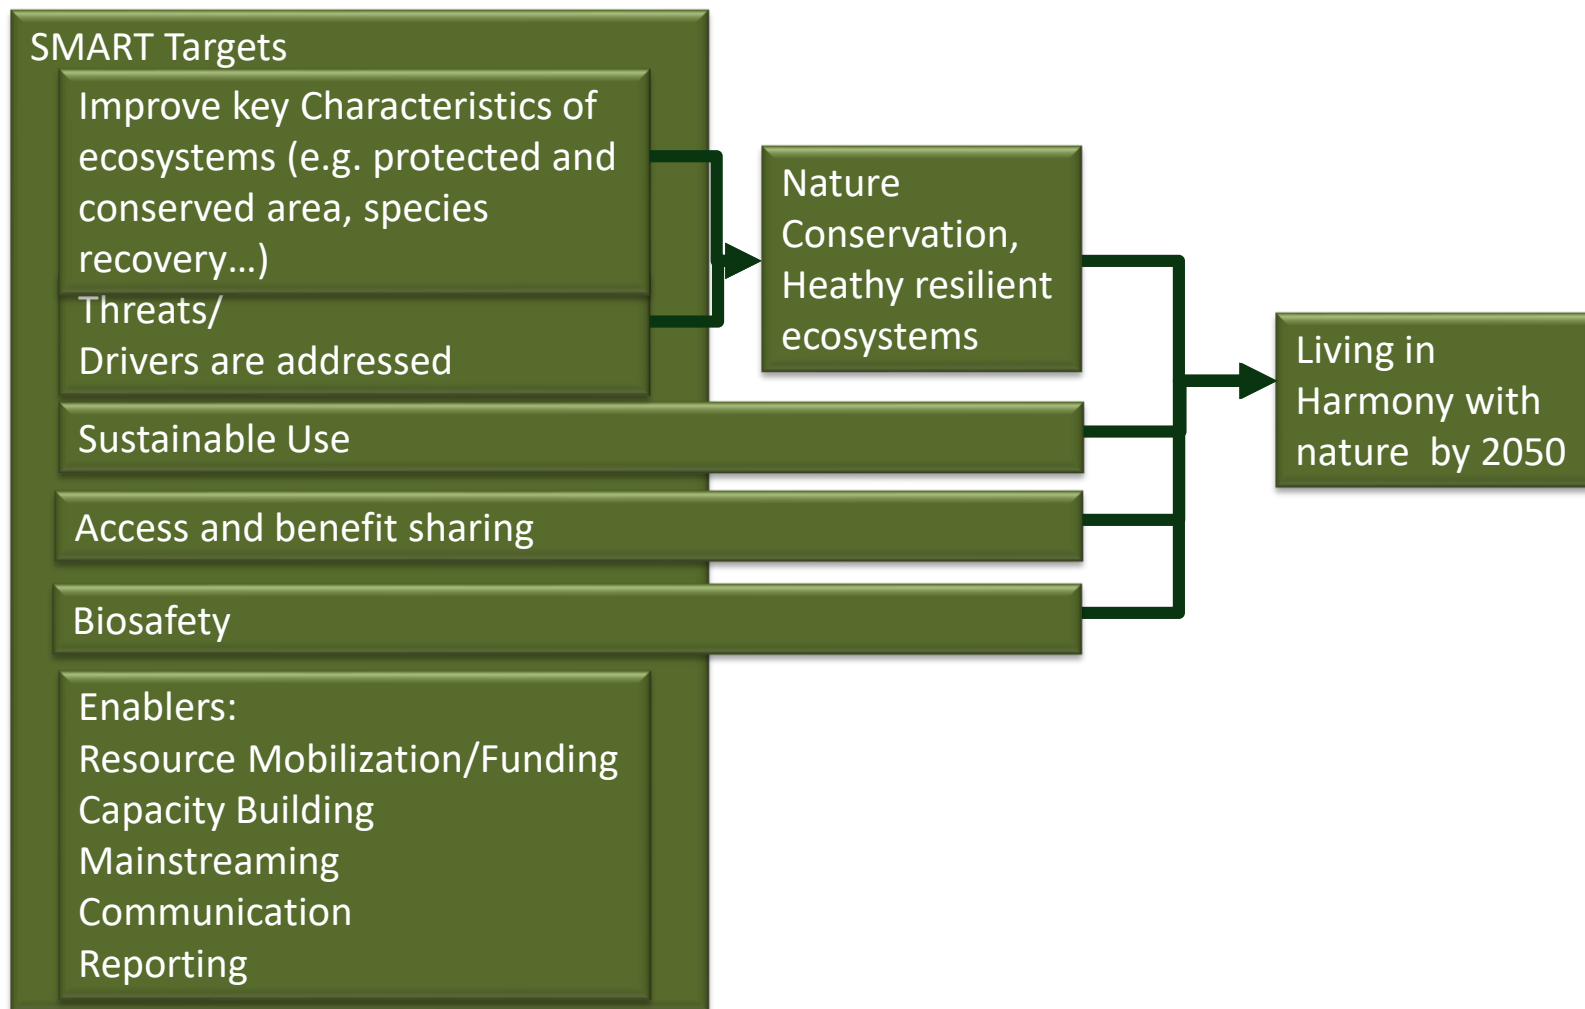 SMART Targets
Improve key Characteristics of
ecosystems (e.g. protected and
conserved area, species
recovery...)
Threats/
Drivers are addressed
Sustainable Use
Access and benefit sharing
Biosafety
Enablers:
Resource Mobilization/Funding
Capacity Building
Mainstreaming
Communication
Reporting
Nature
Conservation,
Heathy resilient
ecosystems
Living in
Harmony with
nature  by 2050